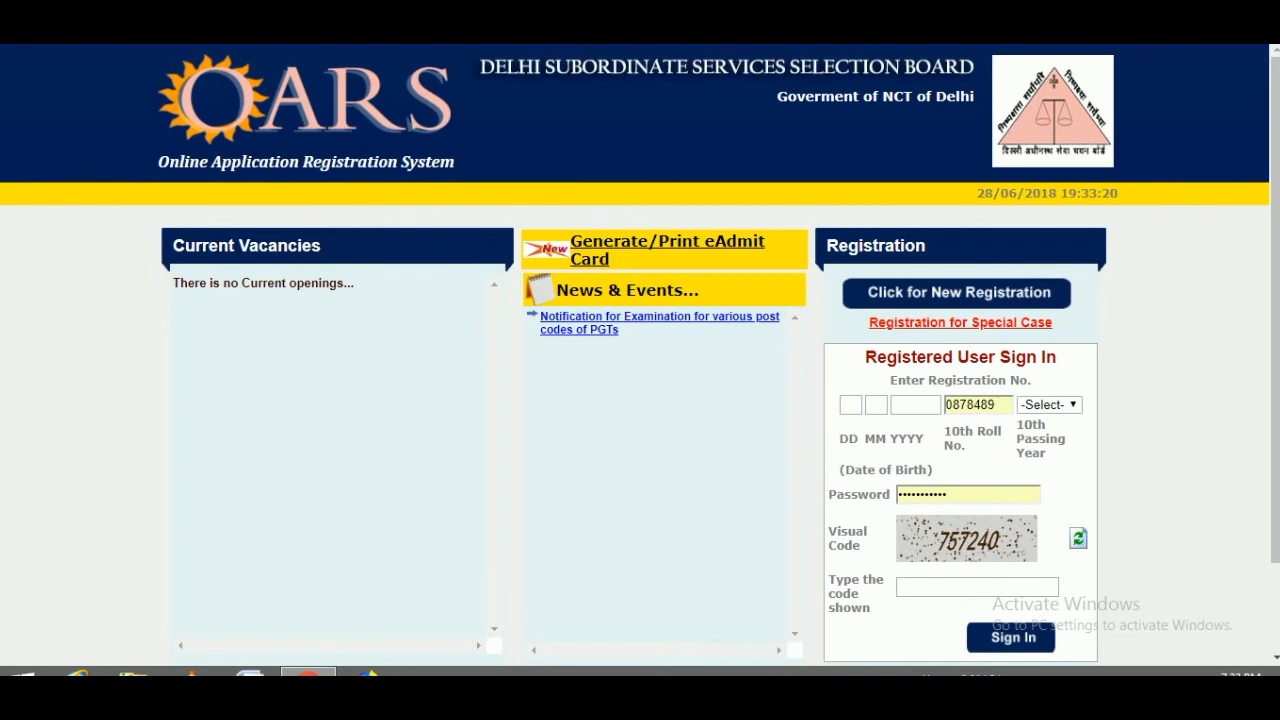 OARS
Online Application Registration System
DELHI SUBORDINATE SERVICES SELECTION BOARD
Goverment of NCT of Delhi
दिल्ली अधीनस्थ सेवा चयन बोर्ड
28/06/2018 19:33:20
Current Vacancies
There is no Current openings...
New
Generate/Print eAdmit
Card
News & Events...
Notification for Examination for various post
codes of PGTs
Registration
Click for New Registration
Registration for Special Case
Registered User Sign In
Enter Registration No.
0878489 -Select-
DD MM YYYY
10th Roll
No.
10th
Passing
Year
(Date of Birth)
Password •••••••••••
Visual
Code
757240
Type the
code
shown
Activate Windows
Go to PC settings to activate Windows.
Sign In